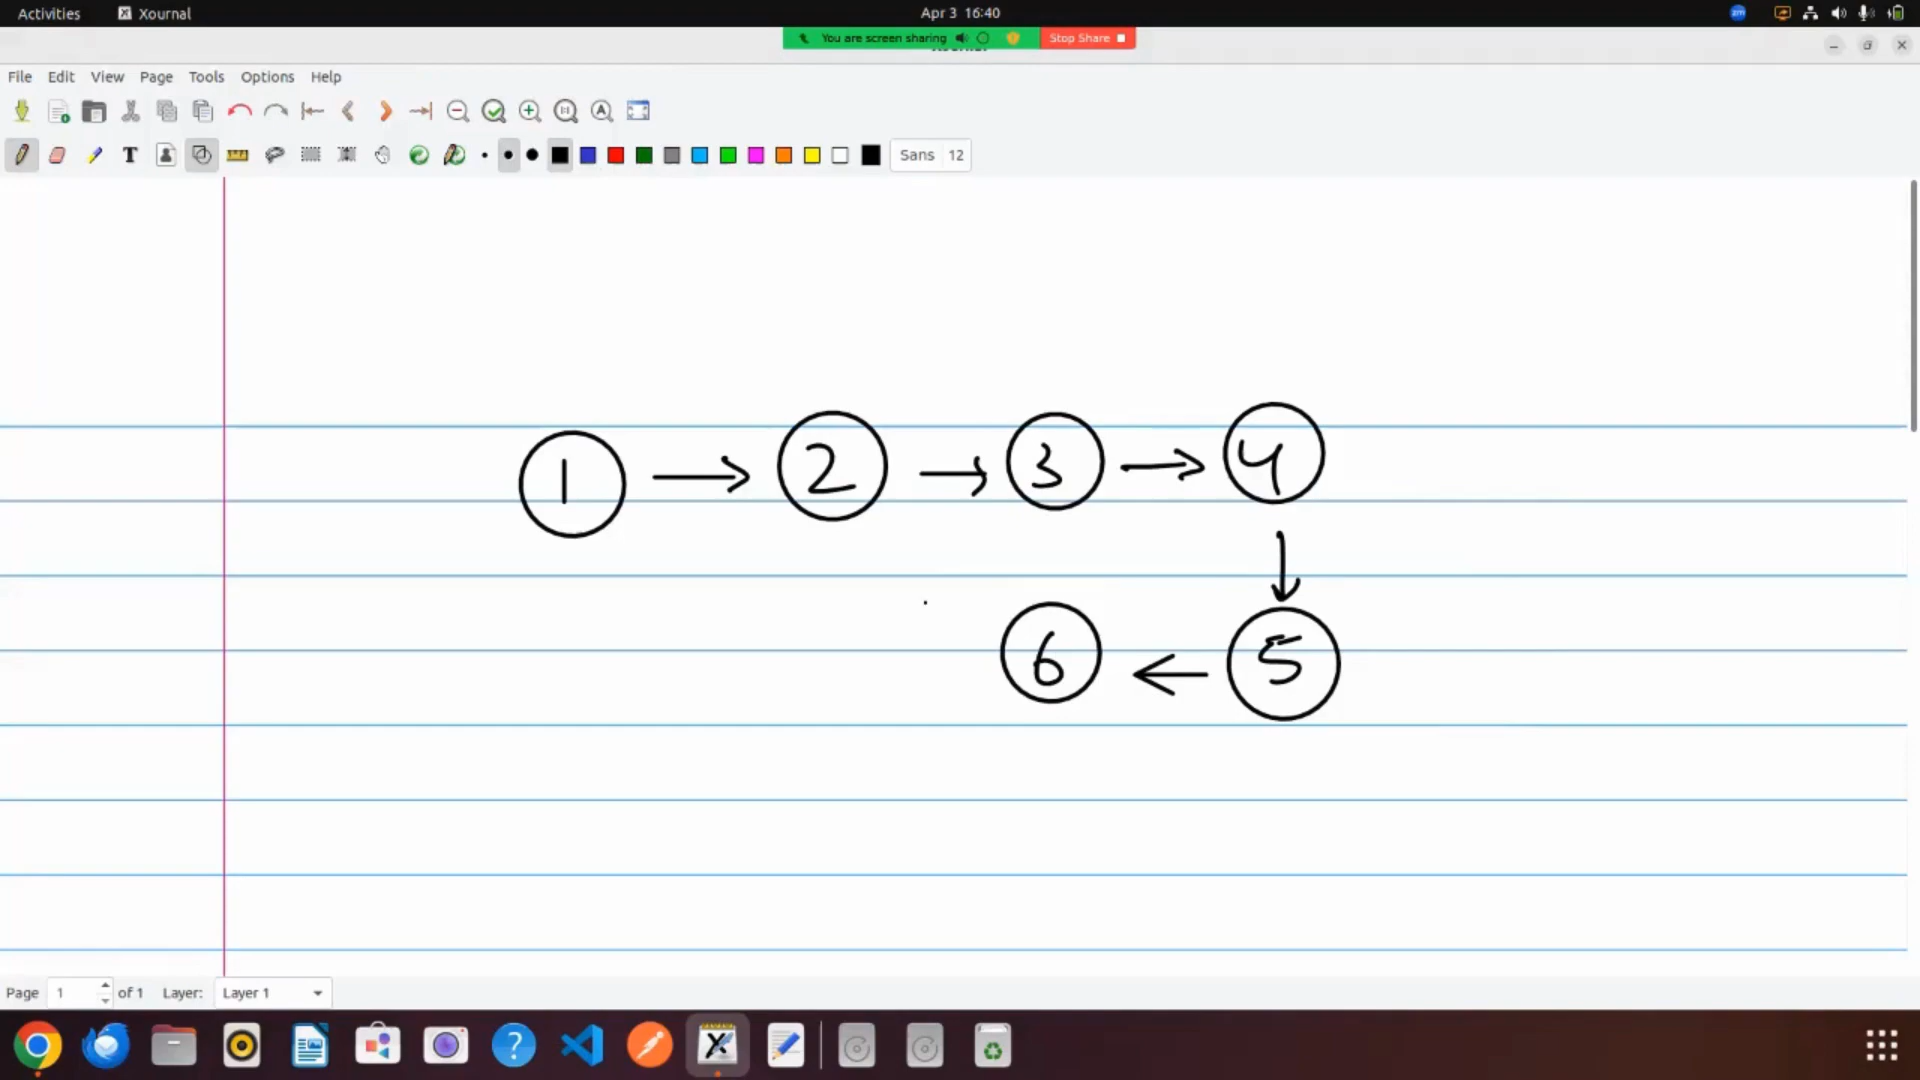 Activities Xournal Apr 3 16:40 zm
You are screen sharing Stop Share
File Edit View Page Tools Options Help
T Sans 12
1 → 2 → 3 → 4
↓
6 ← 5
Page 1 of 1 Layer: Layer 1